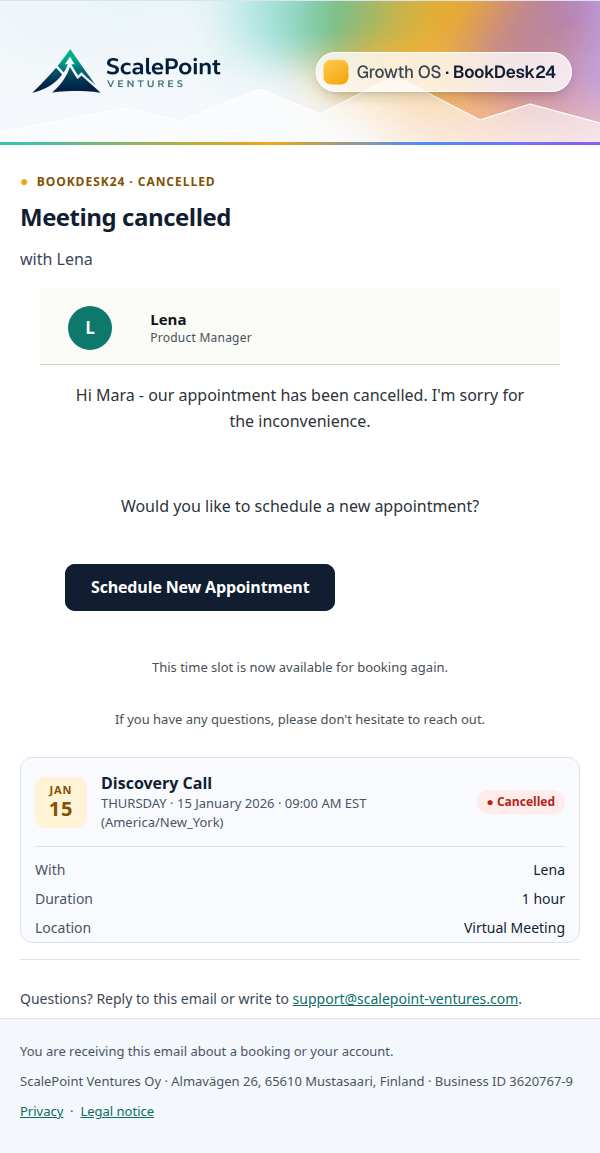 ScalePoint
VENTURES
Growth OS · BookDesk24
BOOKDESK24 · CANCELLED
Meeting cancelled
with Lena
L
Lena
Product Manager
Hi Mara - our appointment has been cancelled. I'm sorry for
the inconvenience.
Would you like to schedule a new appointment?
Schedule New Appointment
This time slot is now available for booking again.
If you have any questions, please don't hesitate to reach out.
JAN
15
Discovery Call
THURSDAY · 15 January 2026 · 09:00 AM EST
(America/New_York)
● Cancelled
With Lena
Duration 1 hour
Location Virtual Meeting
Questions? Reply to this email or write to support@scalepoint-ventures.com.
You are receiving this email about a booking or your account.
ScalePoint Ventures Oy · Almavägen 26, 65610 Mustasaari, Finland · Business ID 3620767-9
Privacy · Legal notice